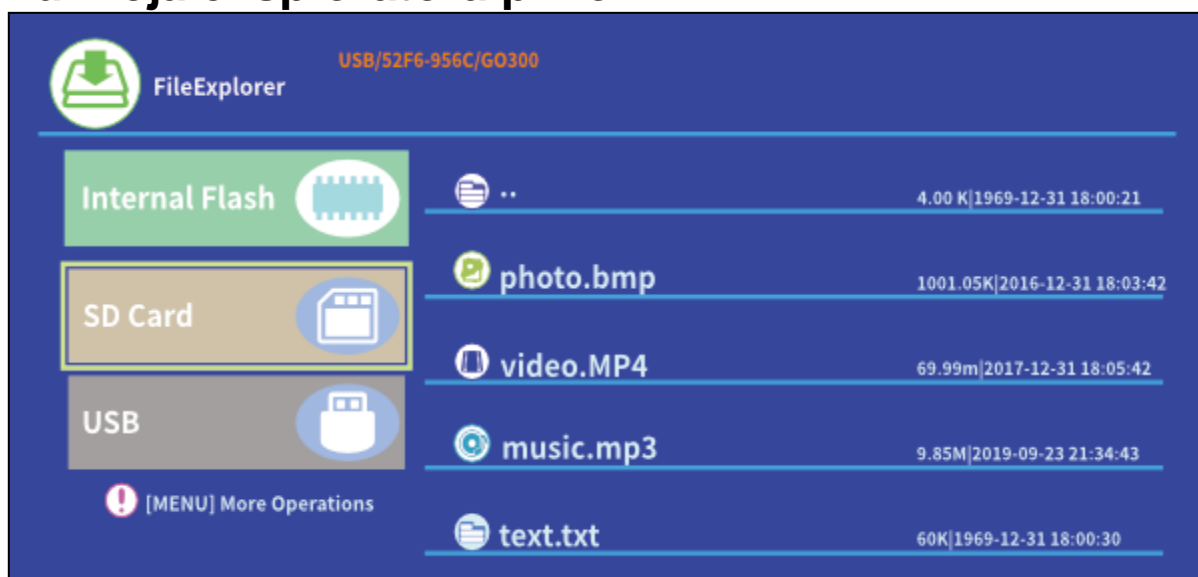 USB/52F6-956C/GO300
FileExplorer
Internal Flash
SD Card
USB
[MENU] More Operations
..
4.00 K|1969-12-31 18:00:21
photo.bmp
1001.05K|2016-12-31 18:03:42
video.MP4
69.99m|2017-12-31 18:05:42
music.mp3
9.85M|2019-09-23 21:34:43
text.txt
60K|1969-12-31 18:00:30